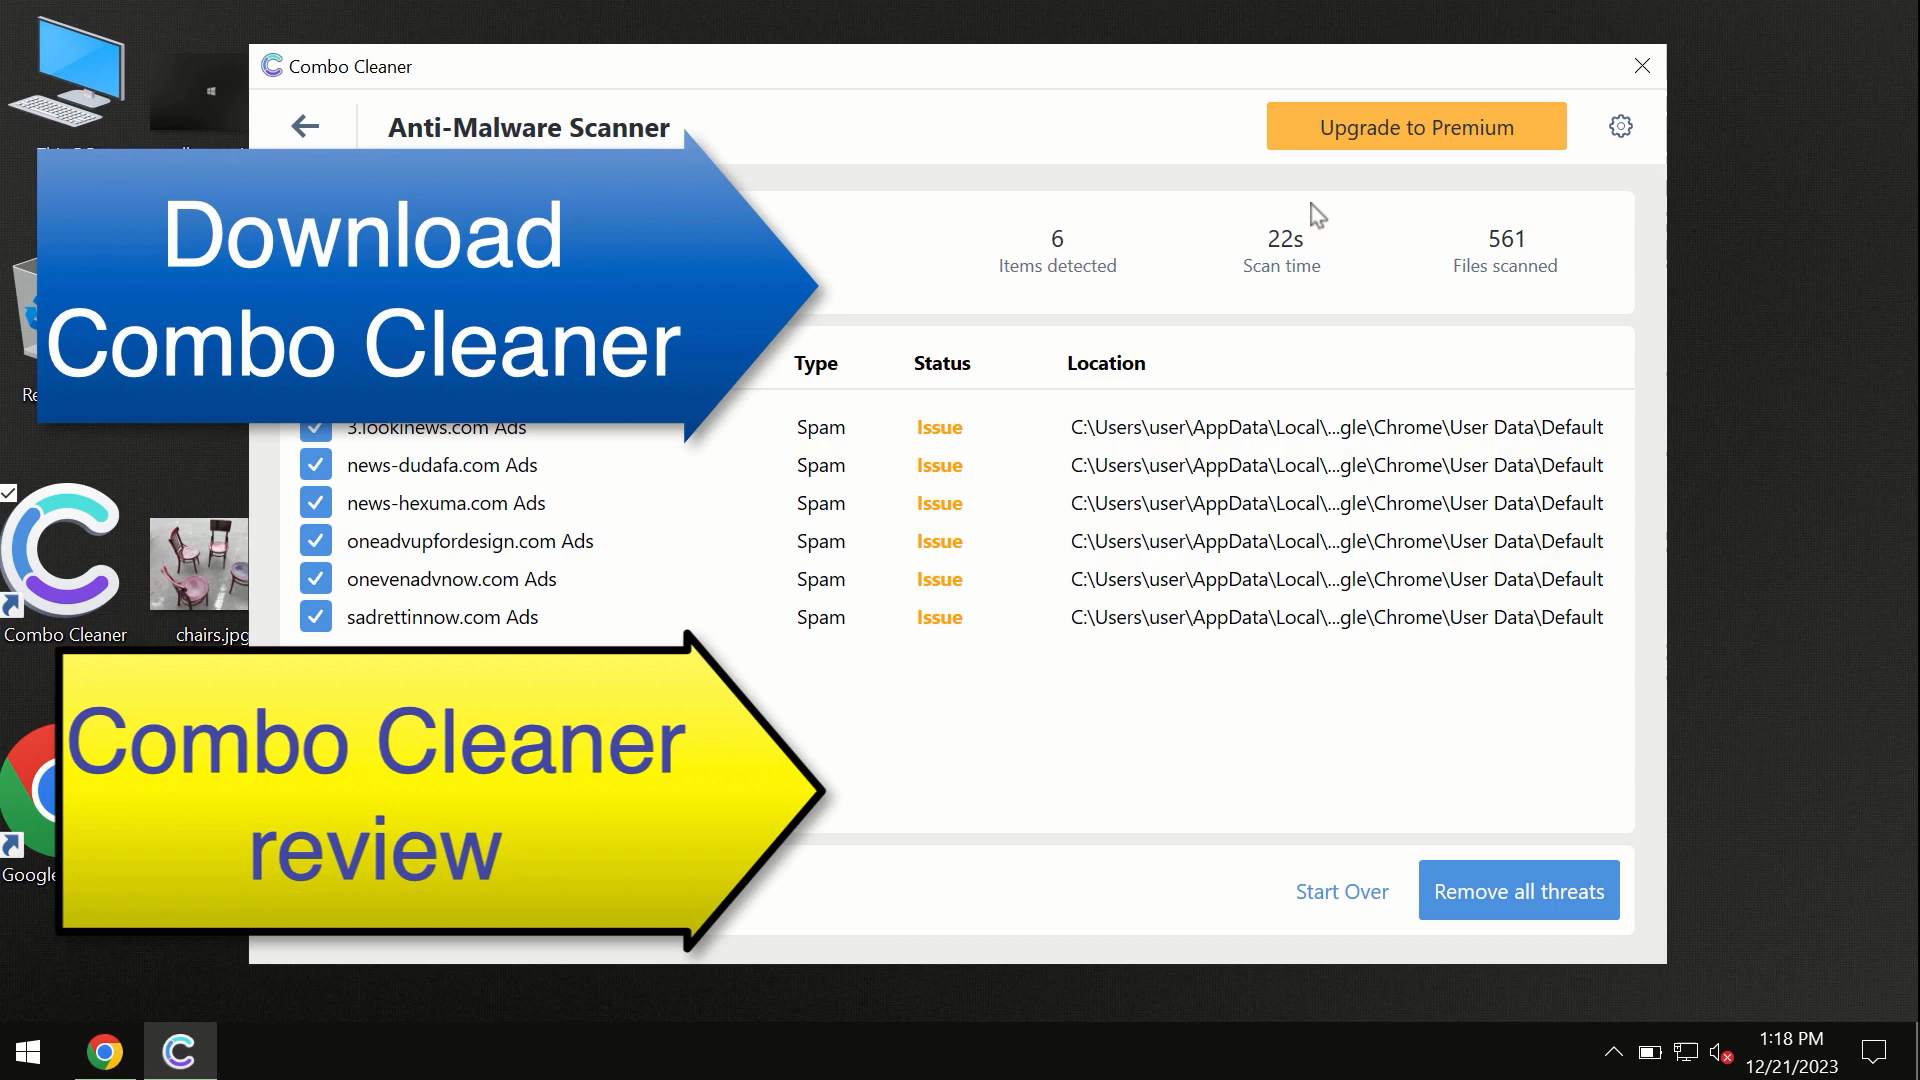 Combo Cleaner
Anti-Malware Scanner
Upgrade to Premium
Download
Combo Cleaner
6
Items detected
22s
Scan time
561
Files scanned
Type Status Location
3.lookinews.com Ads Spam Issue C:\Users\user\AppData\Local\...gle\Chrome\User Data\Default
news-dudafa.com Ads Spam Issue C:\Users\user\AppData\Local\...gle\Chrome\User Data\Default
news-hexuma.com Ads Spam Issue C:\Users\user\AppData\Local\...gle\Chrome\User Data\Default
oneadvupfordesign.com Ads Spam Issue C:\Users\user\AppData\Local\...gle\Chrome\User Data\Default
onevenadvnow.com Ads Spam Issue C:\Users\user\AppData\Local\...gle\Chrome\User Data\Default
sadrettinnow.com Ads Spam Issue C:\Users\user\AppData\Local\...gle\Chrome\User Data\Default
Combo Cleaner
chairs.jpg
Combo Cleaner
review
Google
Start Over
Remove all threats
1:18 PM
12/21/2023